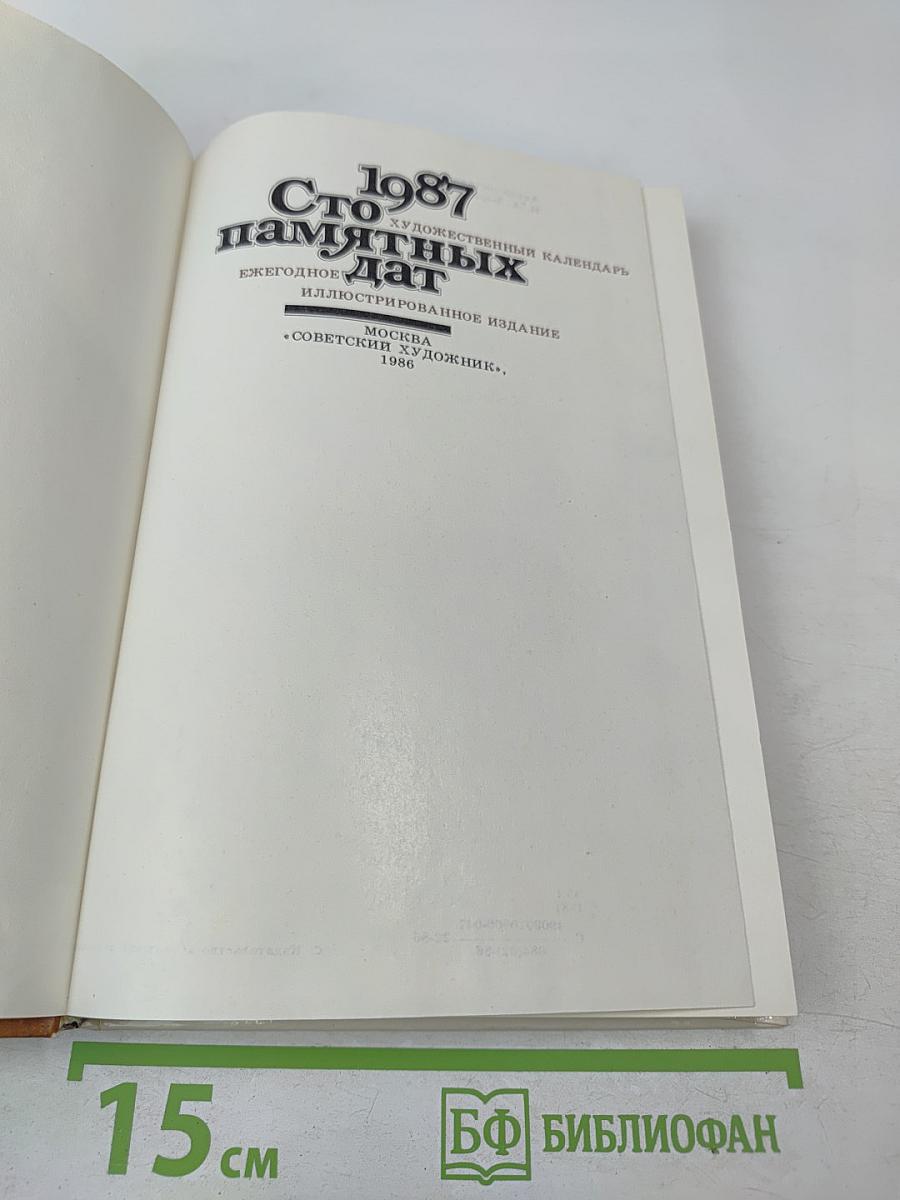 1987
Сто
ХУДОЖЕСТВЕННЫЙ КАЛЕНДАРЬ
памятных
ЕЖЕГОДНОЕ
дат
ИЛЛЮСТРИРОВАННОЕ ИЗДАНИЕ
МОСКВА
«СОВЕТСКИЙ ХУДОЖНИК»,
1986
15 см
БФ БИБЛИОФАН